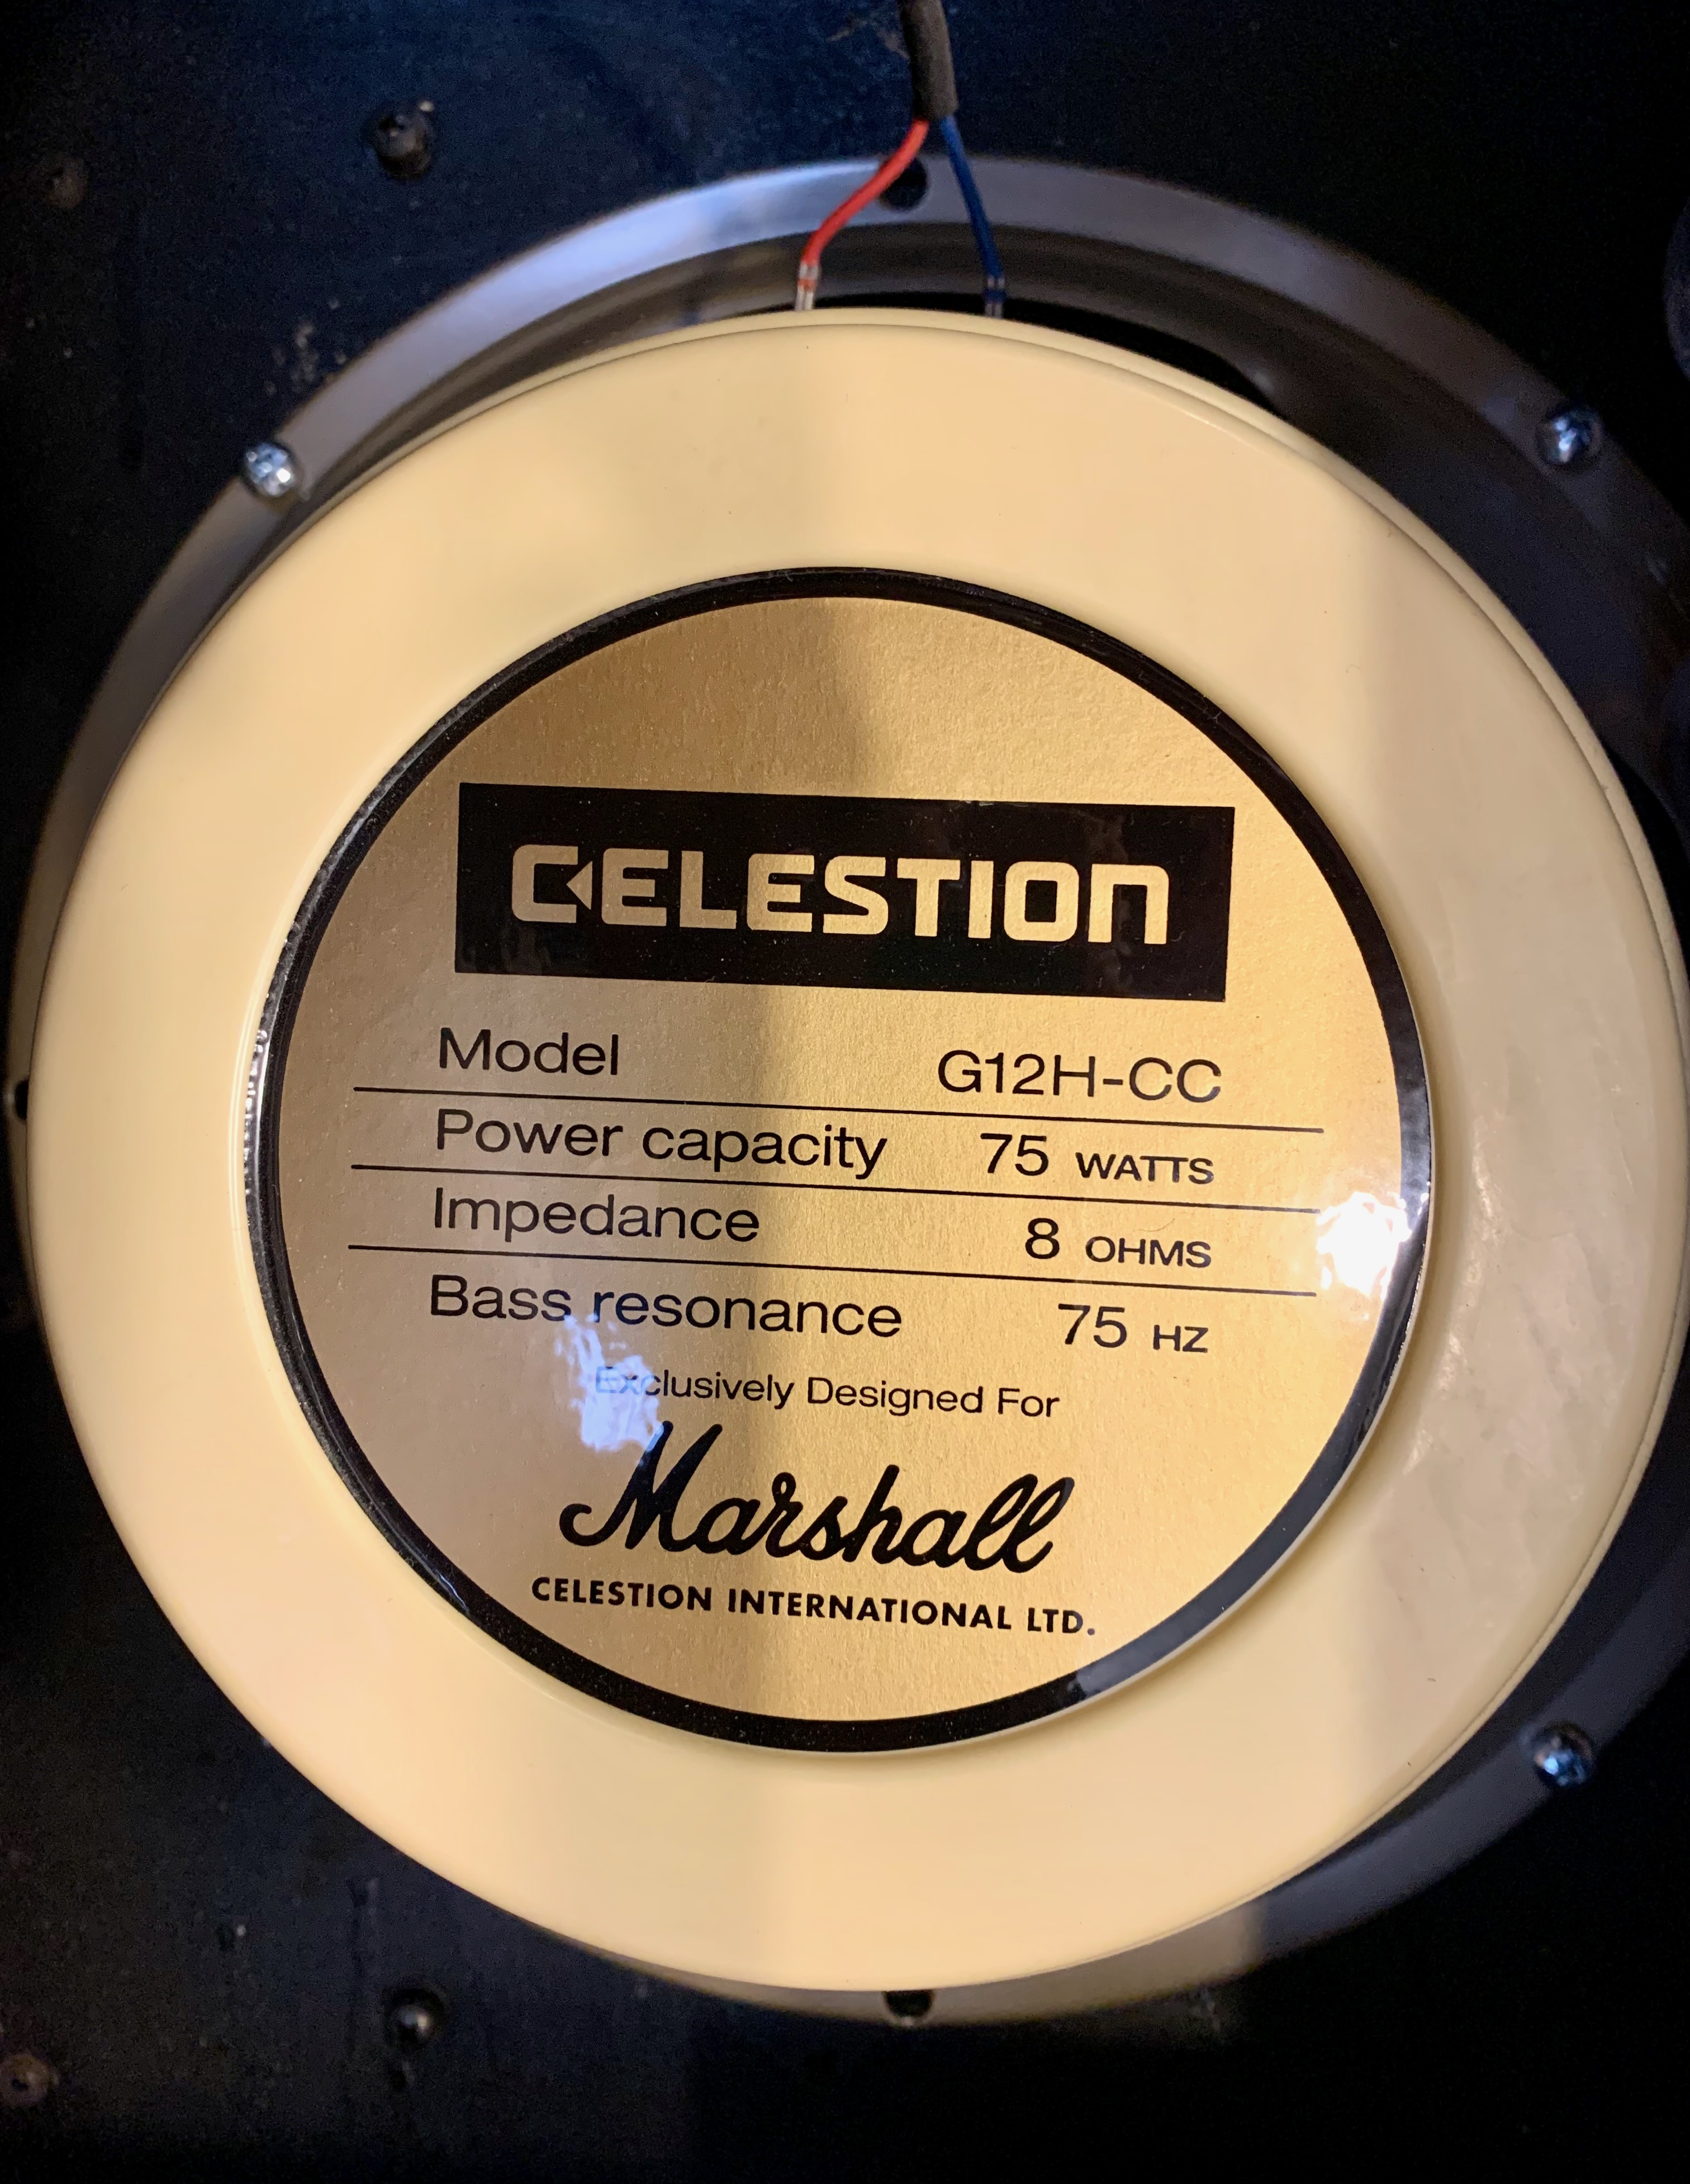 CELESTION
Model G12H-CC
Power capacity 75 WATTS
Impedance 8 OHMS
Bass resonance 75 HZ
Exclusively Designed For
Marshall
CELESTION INTERNATIONAL LTD.